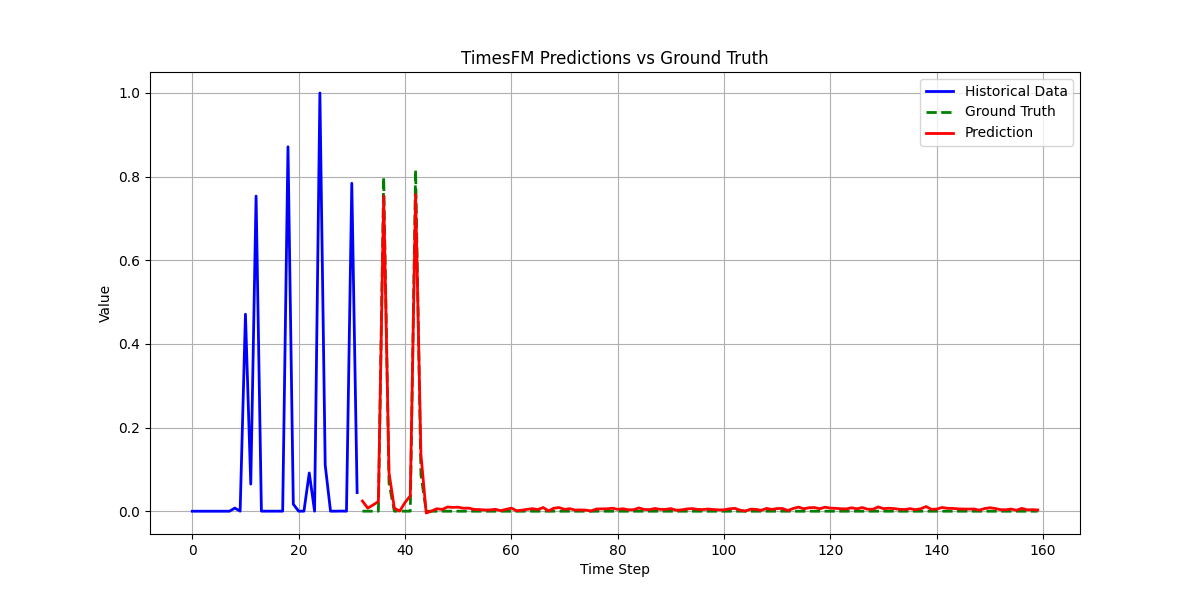 TimesFM Predictions vs Ground Truth
Historical Data
Ground Truth
Prediction
Value
1.0
0.8
0.6
0.4
0.2
0.0
0 20 40 60 80 100 120 140 160
Time Step